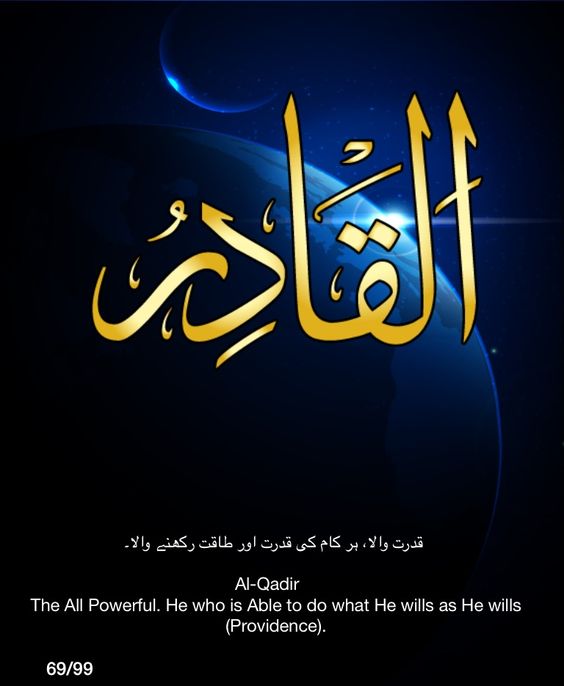 اَلْقَادِرُ
قدرت والا، ہر کام کی قدرت اور طاقت رکھنے والا۔
Al-Qadir
The All Powerful. He who is Able to do what He wills as He wills
(Providence).
69/99